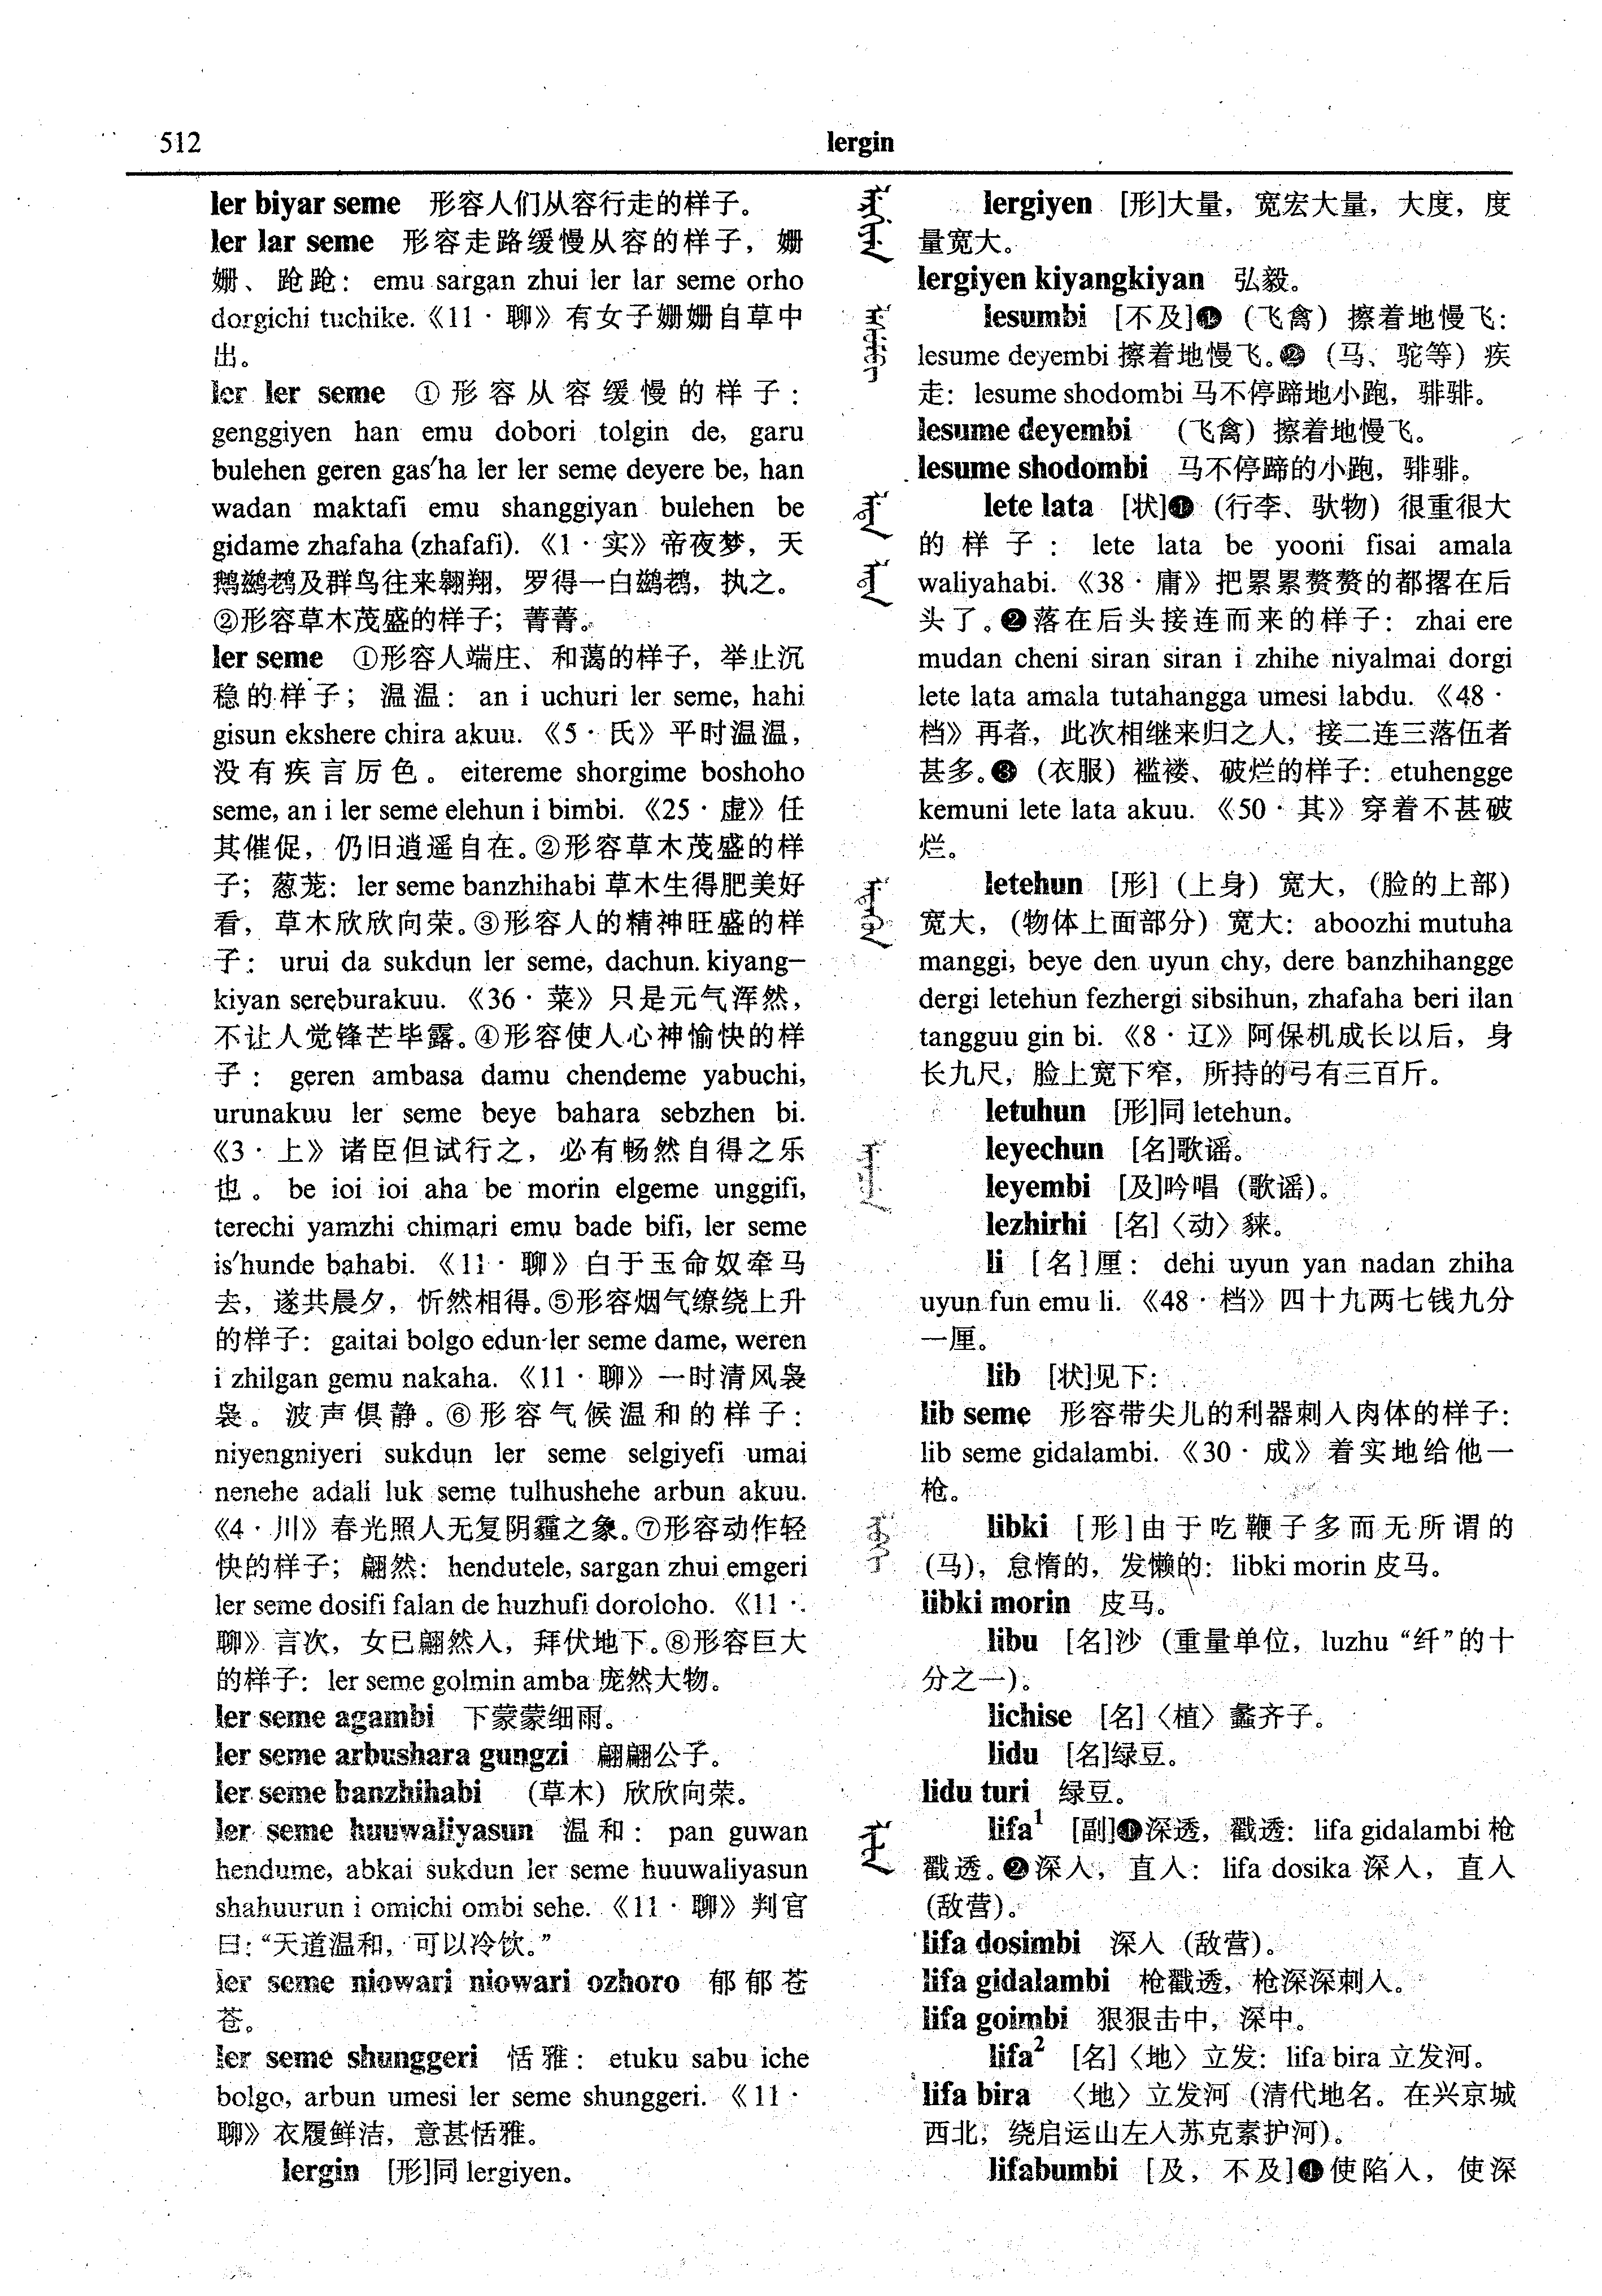 512
lergin
ler biyar seme 形容人们从容行走的样子。
ler lar seme 形容走路缓慢从容的样子，姗
姗、跄跄：emu sargan zhui ler lar seme orho
dorgichi tuchike.《11·聊》有女子姗姗自草中
出。
ler ler seme ①形容从容缓慢的样子：
genggiyen han emu dobori tolgin de, garu
bulehen geren gas'ha ler ler seme deyere be, han
wadan maktafi emu shanggiyan bulehen be
gidame zhafaha (zhafafi).《1·实》帝夜梦，天
鹅鹚鹚及群鸟往来翱翔，罗得一白鹚鹚，执之。
②形容草木茂盛的样子；菁菁。
ler seme ①形容人端庄、和蔼的样子，举止沉
稳的样子；温温：an i uchuri ler seme, hahi
gisun ekshere chira akuu.《5·氏》平时温温，
没有疾言厉色。eitereme shorgime boshoho
seme, an i ler seme elehun i bimbi.《25·虚》任
其催促，仍旧逍遥自在。②形容草木茂盛的样
子；葱茏：ler seme banzhihabi 草木生得肥美好
看，草木欣欣向荣。③形容人的精神旺盛的样
子：urui da sukdun ler seme, dachun kiyang-
kiyan sereburakuu.《36·菜》只是元气浑然，
不让人觉锋芒毕露。④形容使人心神愉快的样
子：geren ambasa damu chendeme yabuchi,
urunakuu ler seme beye bahara sebzhen bi.
《3·上》诸臣但试行之，必有畅然自得之乐
也。be ioi ioi aha be morin elgeme unggifi,
terechi yamzhi chimari emu bade bifi, ler seme
is'hunde bahabi.《11·聊》白于玉命奴牵马
去，遂共晨夕，忻然相得。⑤形容烟气缭绕上升
的样子：gaitai bolgo edun ler seme dame, weren
i zhilgan gemu nakaha.《11·聊》一时清风袅
袅。波声俱静。⑥形容气候温和的样子：
niyengniyeri sukdun ler seme selgiyefi umai
nenehe adali luk seme tulhushehe arbun akuu.
《4·川》春光照人无复阴霾之象。⑦形容动作轻
快的样子；翩然：hendutele, sargan zhui emgeri
ler seme dosifi falan de huzhufi doroloho.《11·
聊》言次，女已翩然入，拜伏地下。⑧形容巨大
的样子：ler seme golmin amba 庞然大物。
ler seme agambi 下蒙蒙细雨。
ler seme arbushara gungzi 翩翩公子。
ler seme banzhihabi （草木）欣欣向荣。
ler seme huuwaliyasun 温和：pan guwan
hendume, abkai sukdun ler seme huuwaliyasun
shahuurun i omichi ombi sehe.《11·聊》判官
曰：“天道温和，可以冷饮。”
ler seme niowari niowari ozhoro 郁郁苍
苍。
ler seme shunggeri 恬雅：etuku sabu iche
bolgo, arbun umesi ler seme shunggeri.《11·
聊》衣履鲜洁，意甚恬雅。
lergin [形]同 lergiyen。
lergiyen [形]大量，宽宏大量，大度，度
量宽大。
lergiyen kiyangkiyan 弘毅。
lesumbi [不及]❶（飞禽）擦着地慢飞：
lesume deyembi 擦着地慢飞。❷（马、驼等）疾
走：lesume shodombi 马不停蹄地小跑，騑騑。
lesume deyembi （飞禽）擦着地慢飞。
lesume shodombi 马不停蹄的小跑，騑騑。
lete lata [状]❶（行李、驮物）很重很大
的样子：lete lata be yooni fisai amala
waliyahabi.《38·庸》把累累赘赘的都撂在后
头了。❷落在后头接连而来的样子：zhai ere
mudan cheni siran siran i zhihe niyalmai dorgi
lete lata amala tutahangga umesi labdu.《48·
档》再者，此次相继来归之人，接二连三落伍者
甚多。❸（衣服）褴褛、破烂的样子：etuhengge
kemuni lete lata akuu.《50·其》穿着不甚破
烂。
letehun [形]（上身）宽大，（脸的上部）
宽大，（物体上面部分）宽大：aboozhi mutuha
manggi, beye den uyun chy, dere banzhihangge
dergi letehun fezhergi sibsihun, zhafaha beri ilan
tangguu gin bi.《8·辽》阿保机成长以后，身
长九尺，脸上宽下窄，所持的弓有三百斤。
letuhun [形]同 letehun。
leyechun [名]歌谣。
leyembi [及]吟唱（歌谣）。
lezhirhi [名]〈动〉貅。
li [名]厘：dehi uyun yan nadan zhiha
uyun fun emu li.《48·档》四十九两七钱九分
一厘。
lib [状]见下：
lib seme 形容带尖儿的利器刺入肉体的样子：
lib seme gidalambi.《30·成》着实地给他一
枪。
libki [形]由于吃鞭子多而无所谓的
（马），怠惰的，发懒的：libki morin 皮马。
libki morin 皮马。
libu [名]沙（重量单位，luzhu “纤”的十
分之一）。
lichise [名]〈植〉蠡齐子。
lidu [名]绿豆。
lidu turi 绿豆。
lifa¹ [副]❶深透，戳透：lifa gidalambi 枪
戳透。❷深入，直入：lifa dosika 深入，直入
（敌营）。
lifa dosimbi 深入（敌营）。
lifa gidalambi 枪戳透，枪深深刺入。
lifa goimbi 狠狠击中，深中。
lifa² [名]〈地〉立发：lifa bira 立发河。
lifa bira 〈地〉立发河（清代地名。在兴京城
西北，绕启运山左入苏克素护河）。
lifabumbi [及，不及]❶使陷入，使深